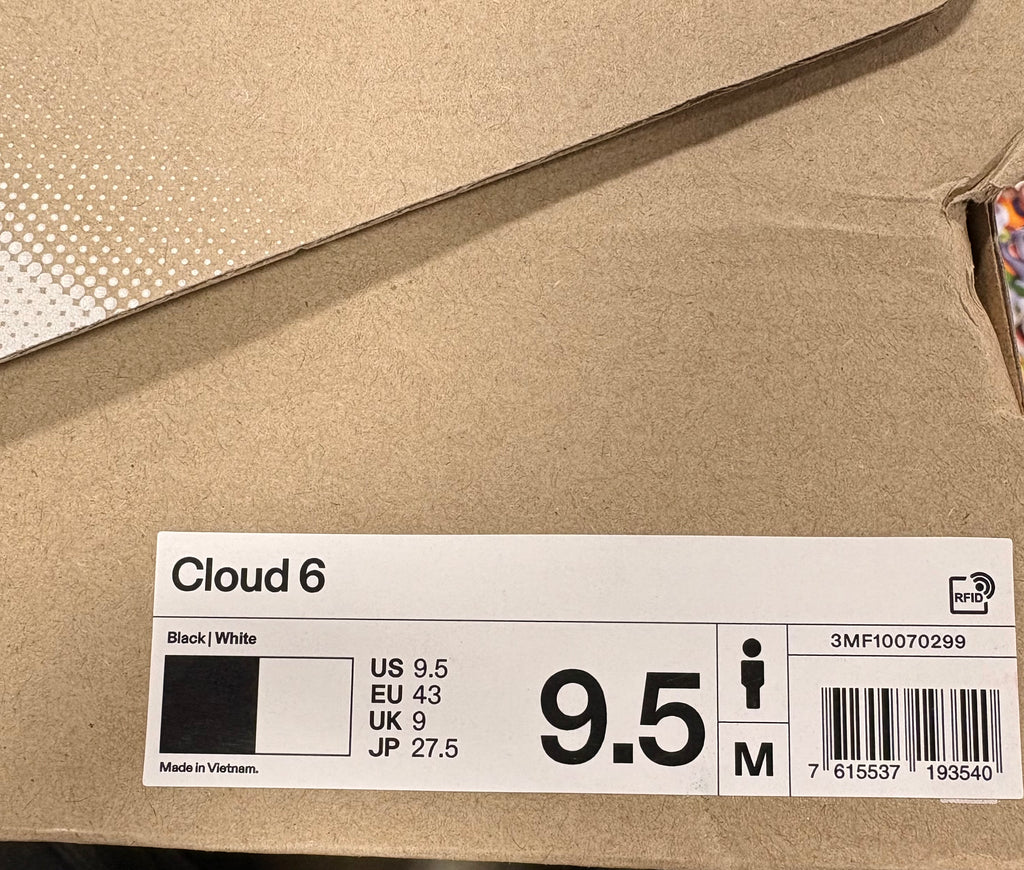 Cloud 6
RFID
Black | White
US 9.5
EU 43
UK 9
JP 27.5
Made in Vietnam.
9.5
M
3MF10070299
7 615537 193540